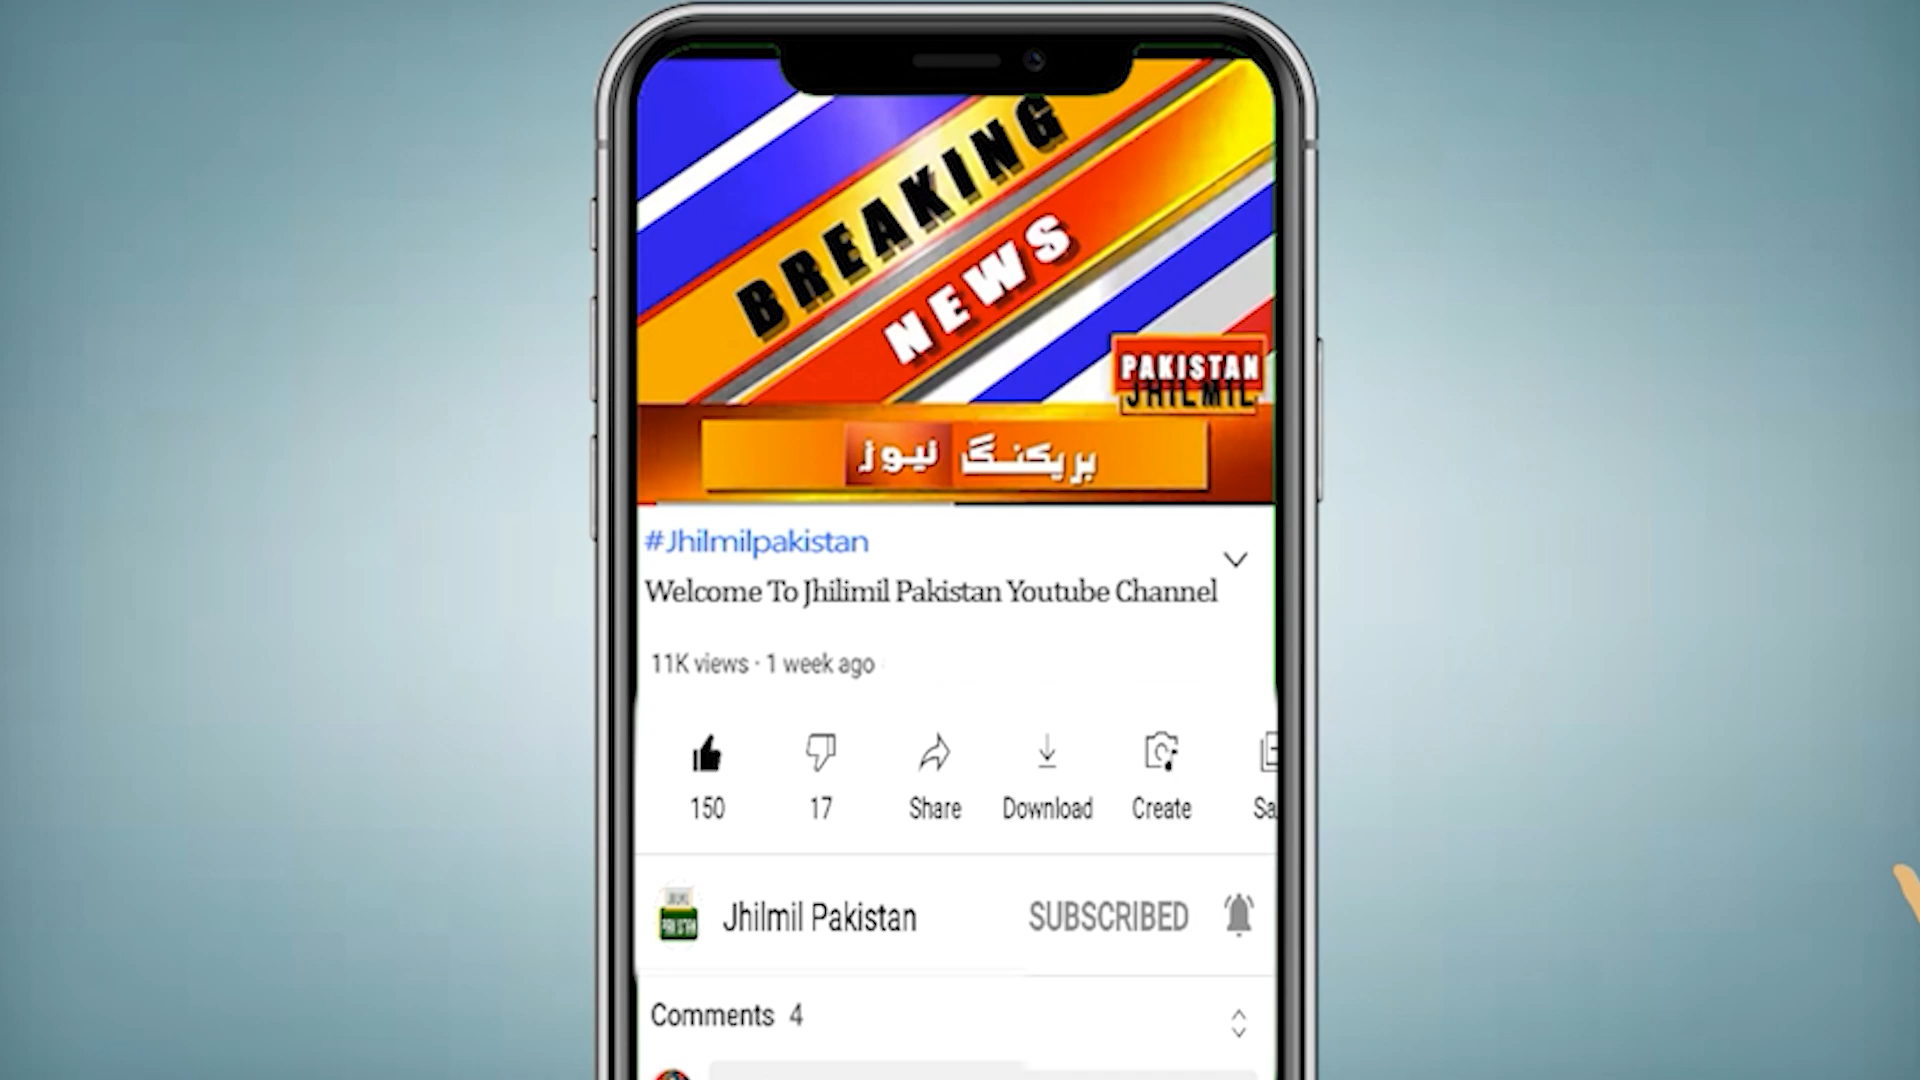 BREAKING
NEWS
PAKISTAN
JHILMIL
بریکنگ نیوز
#Jhilmilpakistan
Welcome To Jhilimil Pakistan Youtube Channel
11K views · 1 week ago
150 17 Share Download Create Sa
Jhilmil Pakistan SUBSCRIBED
Comments 4